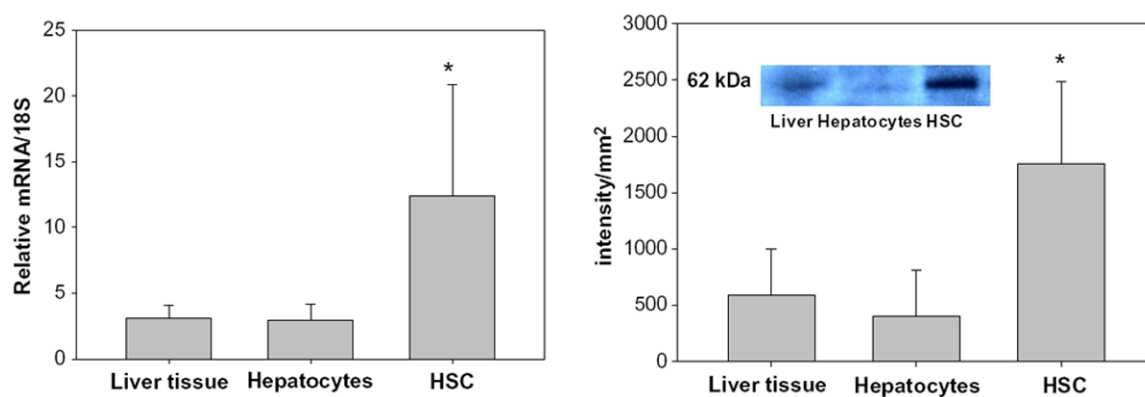 Relative mRNA/18S
25
20
15
10
5
0
*
Liver tissue Hepatocytes HSC
intensity/mm²
3000
2500
2000
1500
1000
500
0
62 kDa
Liver Hepatocytes HSC
*
Liver tissue Hepatocytes HSC